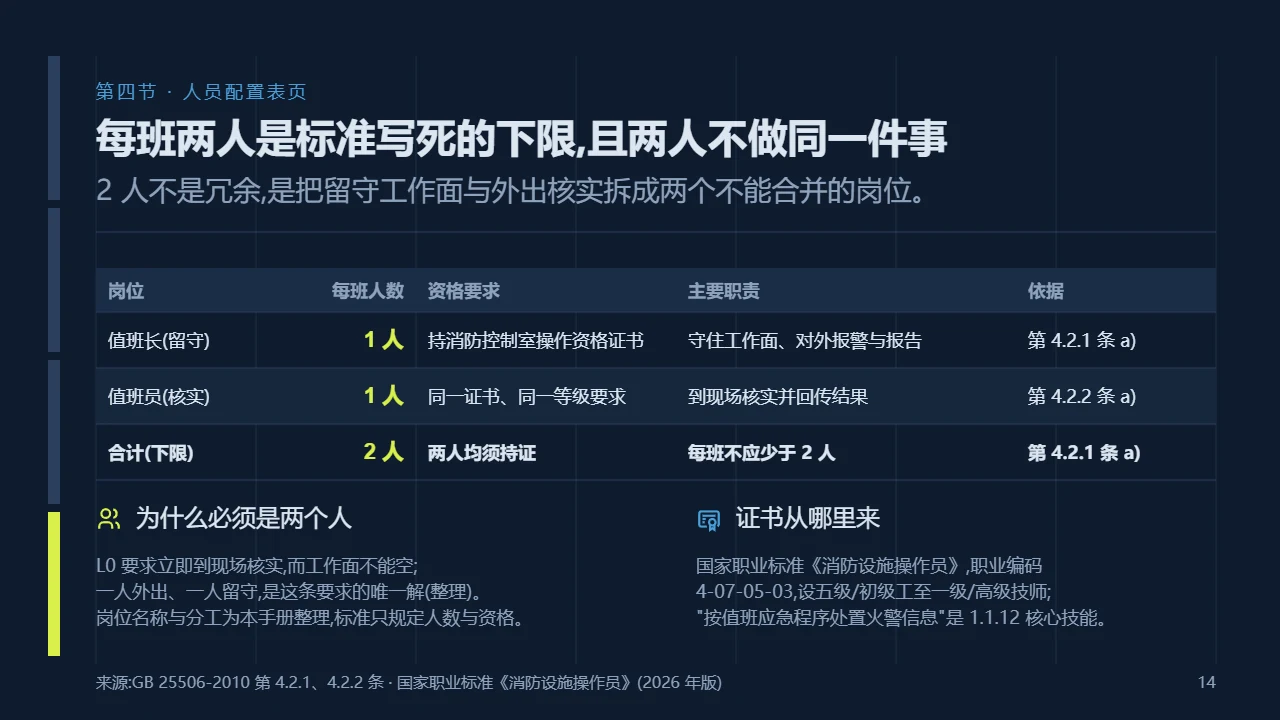 第四节 · 人员配置表页
每班两人是标准写死的下限,且两人不做同一件事
2 人不是冗余,是把留守工作面与外出核实拆成两个不能合并的岗位。
岗位 每班人数 资格要求 主要职责 依据
值班长(留守) 1 人 持消防控制室操作资格证书 守住工作面、对外报警与报告 第 4.2.1 条 a)
值班员(核实) 1 人 同一证书、同一等级要求 到现场核实并回传结果 第 4.2.2 条 a)
合计(下限) 2 人 两人均须持证 每班不应少于 2 人 第 4.2.1 条 a)
为什么必须是两个人
L0 要求立即到现场核实,而工作面不能空;
一人外出、一人留守,是这条要求的唯一解(整理)。
岗位名称与分工为本手册整理,标准只规定人数与资格。
证书从哪里来
国家职业标准《消防设施操作员》,职业编码
4-07-05-03,设五级/初级工至一级/高级技师;
"按值班应急程序处置火警信息"是 1.1.12 核心技能。
来源:GB 25506-2010 第 4.2.1、4.2.2 条 · 国家职业标准《消防设施操作员》(2026 年版)
14